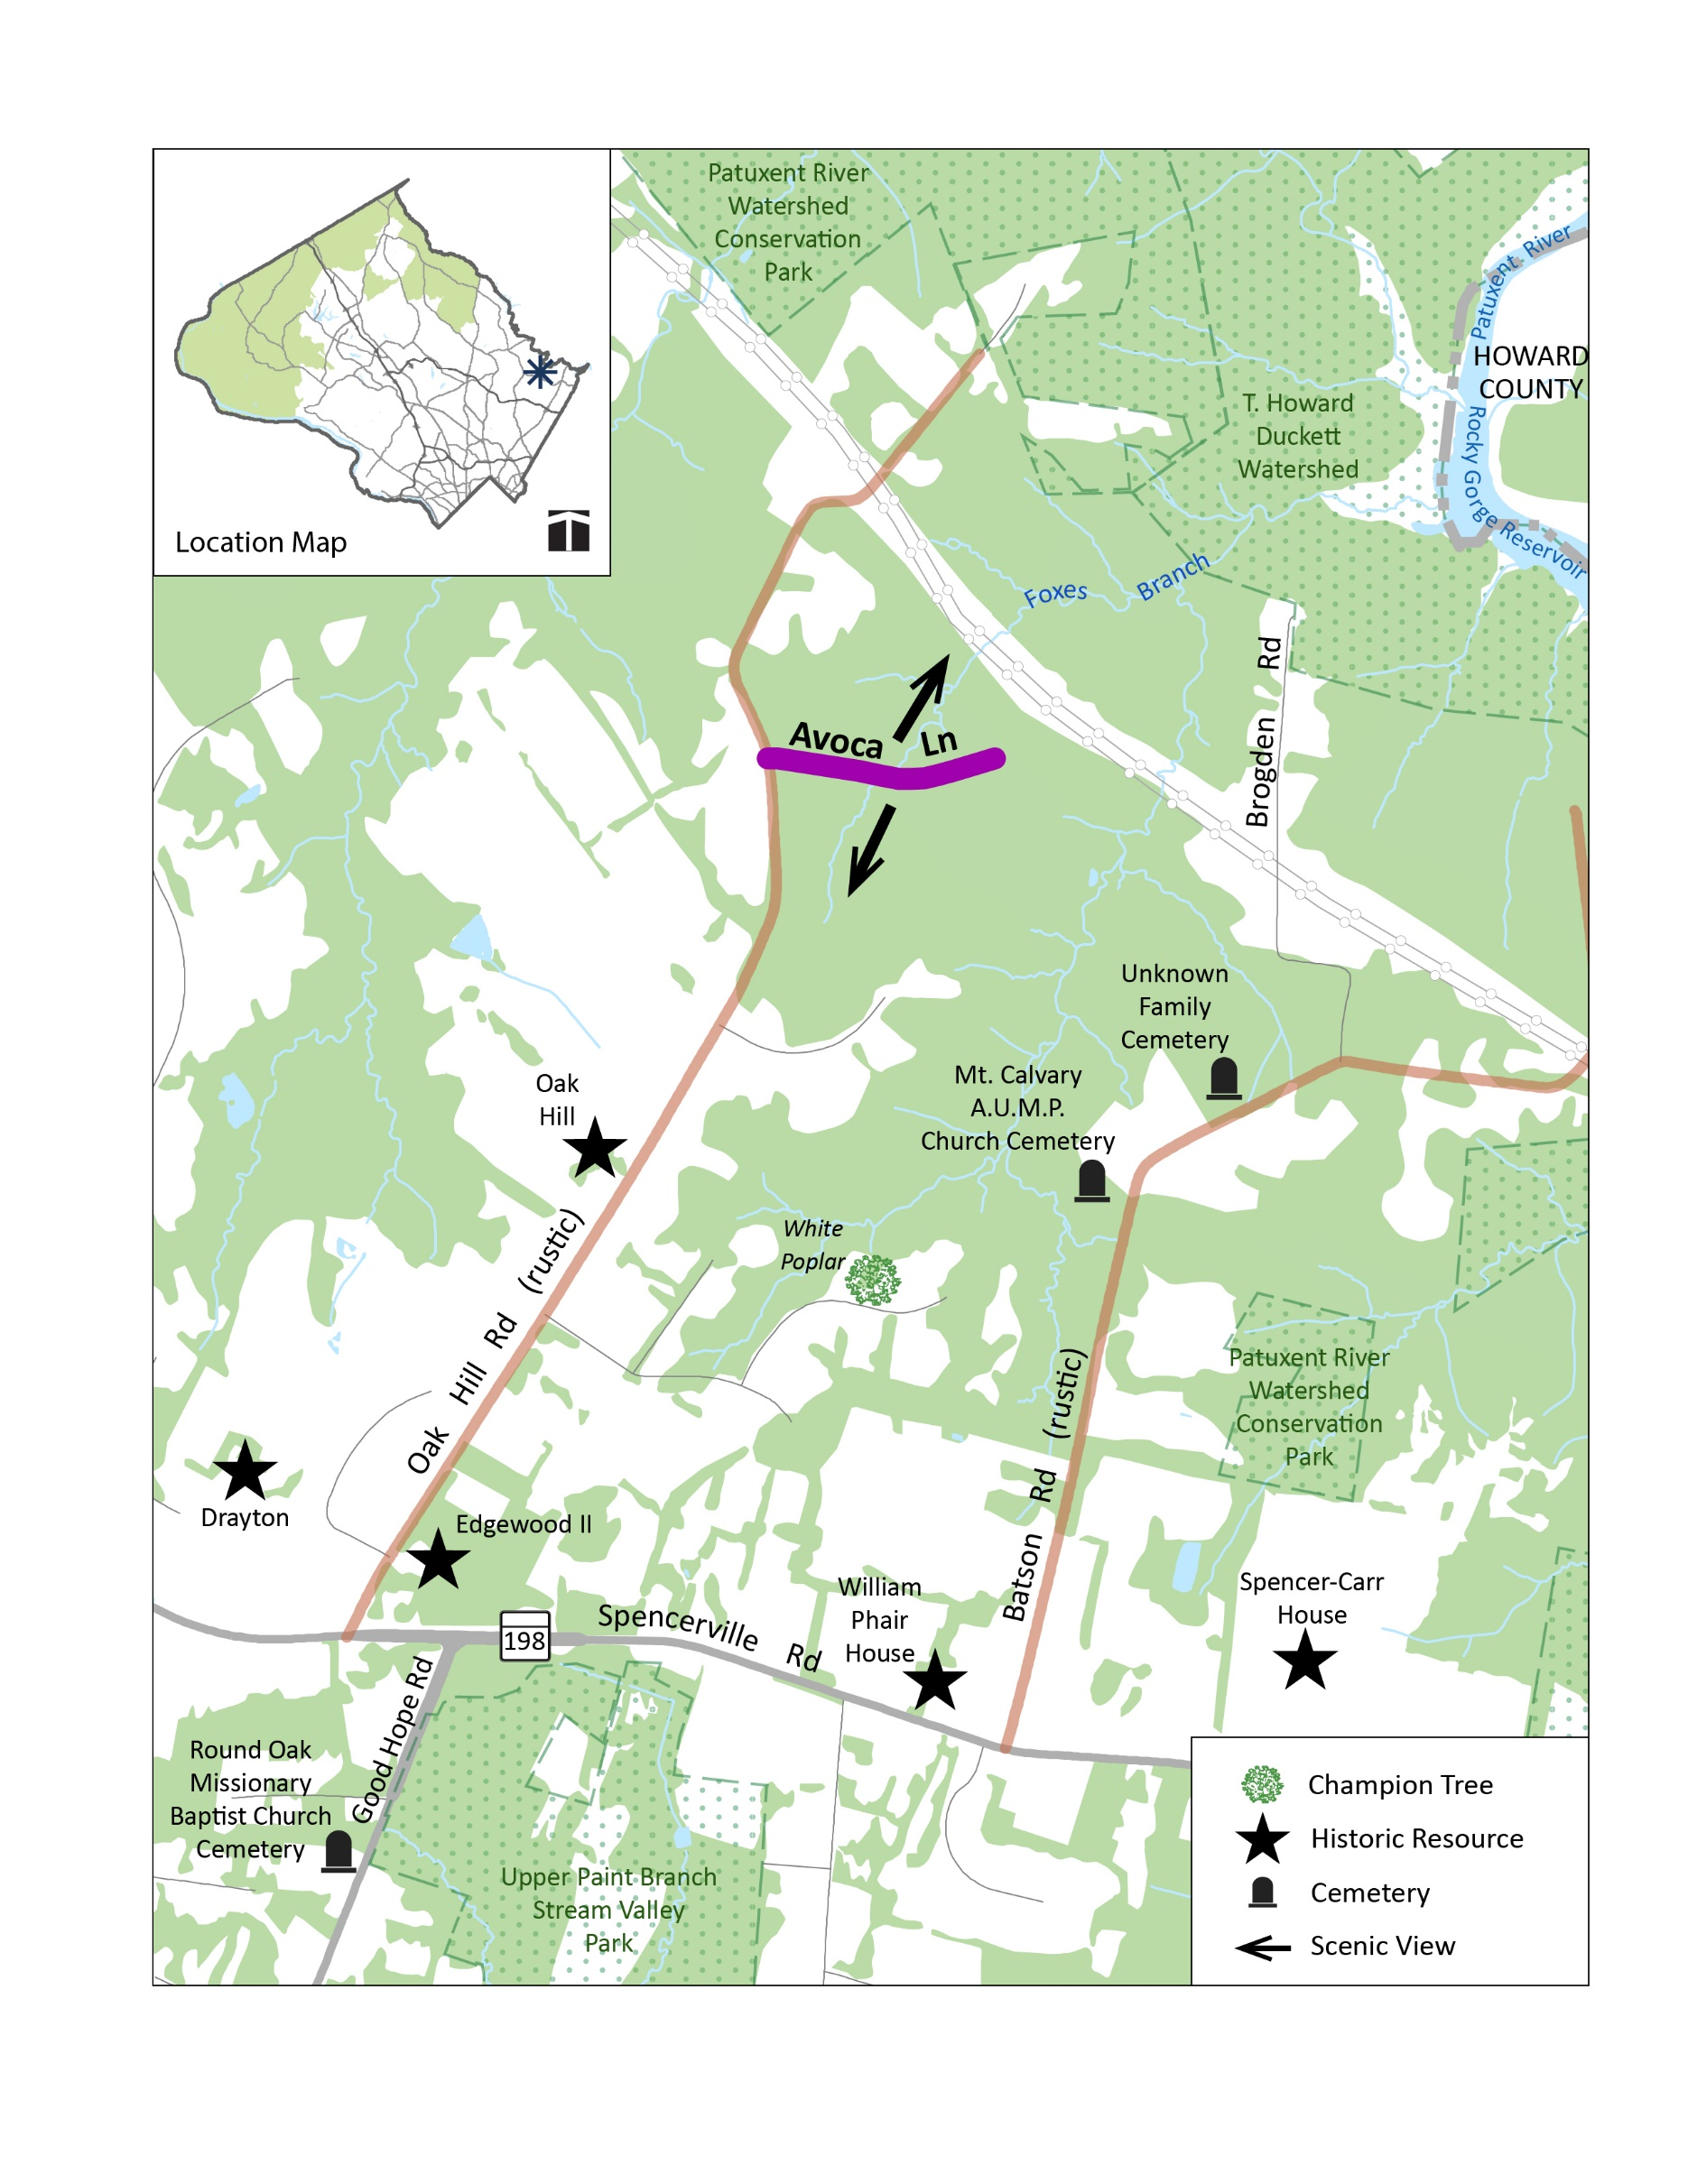 Location Map
Patuxent River
Watershed
Conservation
Park
Patuxent River
HOWARD
COUNTY
T. Howard
Duckett
Watershed
Rocky Gorge Reservoir
Foxes Branch
Brogden Rd
Avoca Ln
Unknown
Family
Cemetery
Mt. Calvary
A.U.M.P.
Church Cemetery
Oak
Hill
White
Poplar
Oak Hill Rd (rustic)
Patuxent River
Watershed
Conservation
Park
Batson Rd (rustic)
Drayton
Edgewood II
William
Phair
House
Spencer-Carr
House
Spencerville Rd
198
Good Hope Rd
Round Oak
Missionary
Baptist Church
Cemetery
Upper Paint Branch
Stream Valley
Park
Champion Tree
Historic Resource
Cemetery
Scenic View